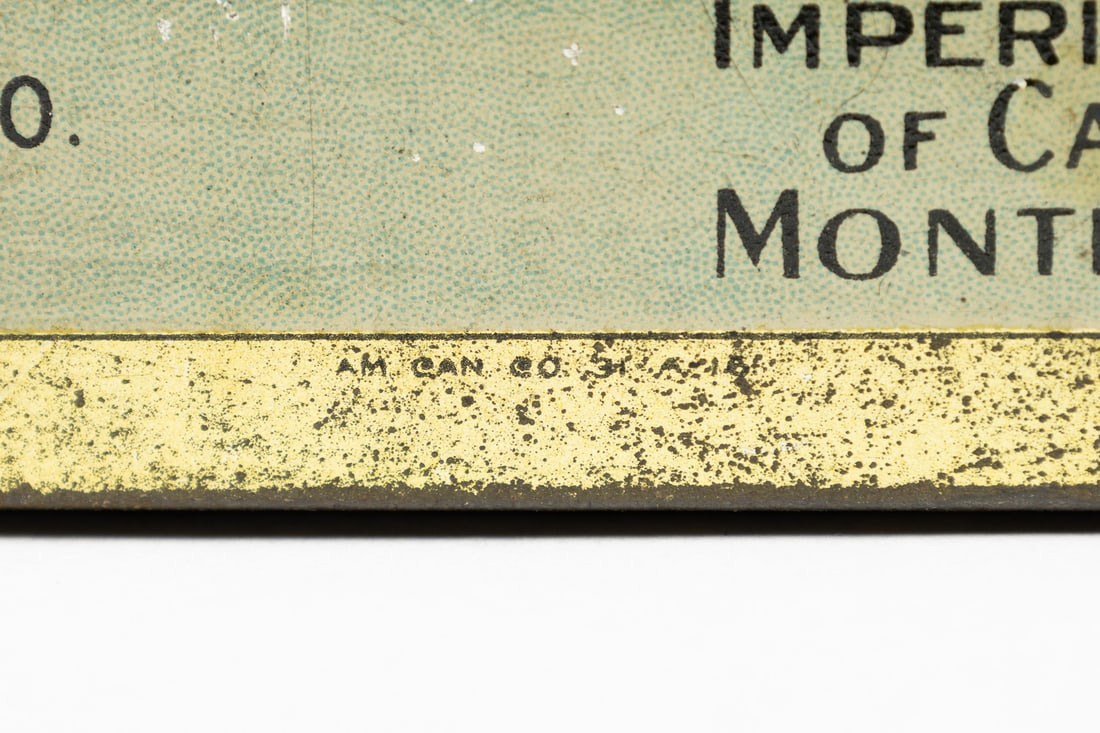 O.
IMPERI
OF CA
MONT
AM CAN CO. 31 A 16